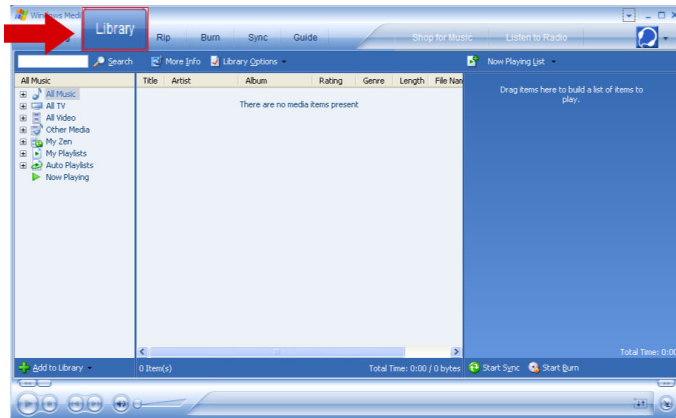 Windows Medi
Library
Rip Burn Sync Guide Shop for Music Listen to Radio
Search More Info Library Options Now Playing List
All Music Title Artist Album Rating Genre Length File Nam
All Music
All TV
All Video
Other Media
My Zen
My Playlists
Auto Playlists
Now Playing
There are no media items present
Drag items here to build a list of items to
play.
Total Time: 0:00
Add to Library 0 Item(s) Total Time: 0:00 / 0 bytes Start Sync Start Burn